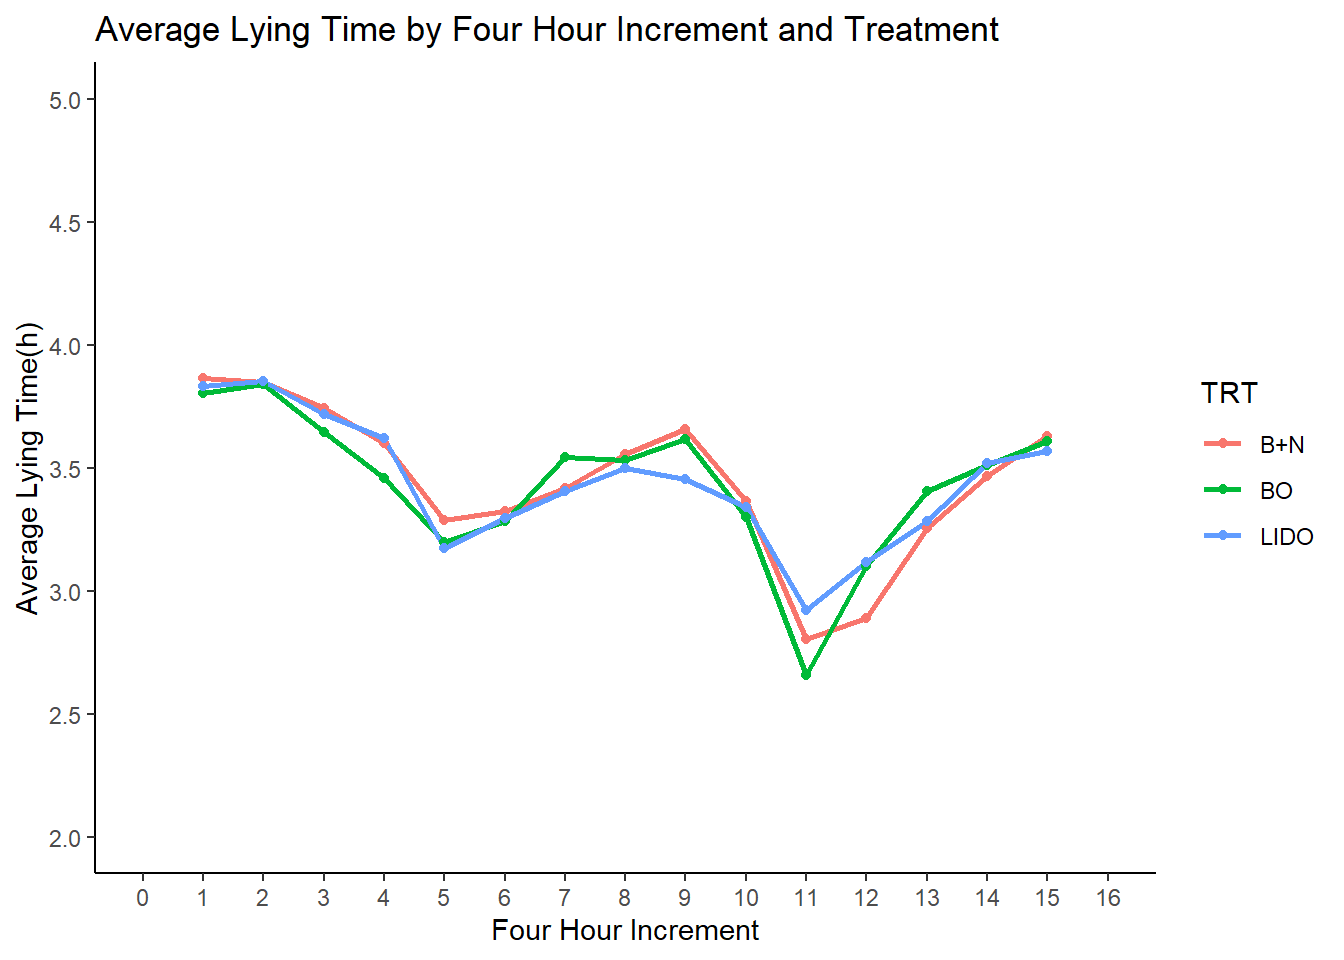 Average Lying Time by Four Hour Increment and Treatment
Average Lying Time(h)
5.0
4.5
4.0
3.5
3.0
2.5
2.0
0 1 2 3 4 5 6 7 8 9 10 11 12 13 14 15 16
Four Hour Increment
TRT
B+N
BO
LIDO